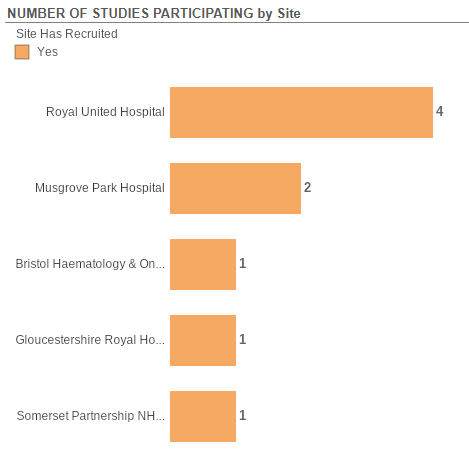 NUMBER OF STUDIES PARTICIPATING by Site
Site Has Recruited
Yes
Royal United Hospital 4
Musgrove Park Hospital 2
Bristol Haematology & On... 1
Gloucestershire Royal Ho... 1
Somerset Partnership NH... 1